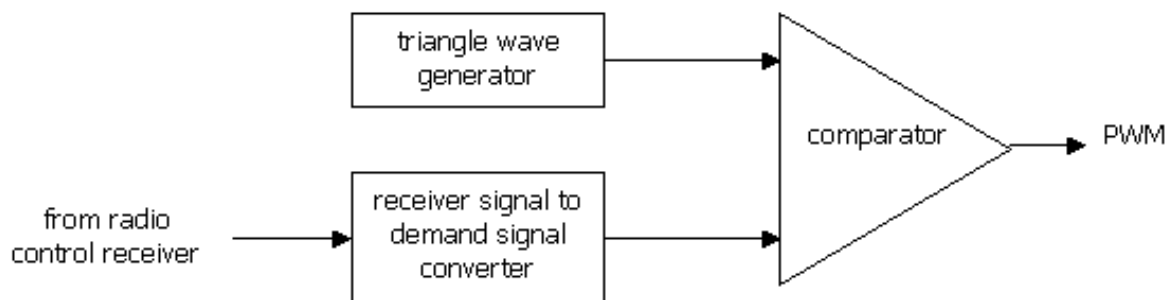 triangle wave
generator
comparator
PWM
from radio
control receiver
receiver signal to
demand signal
converter